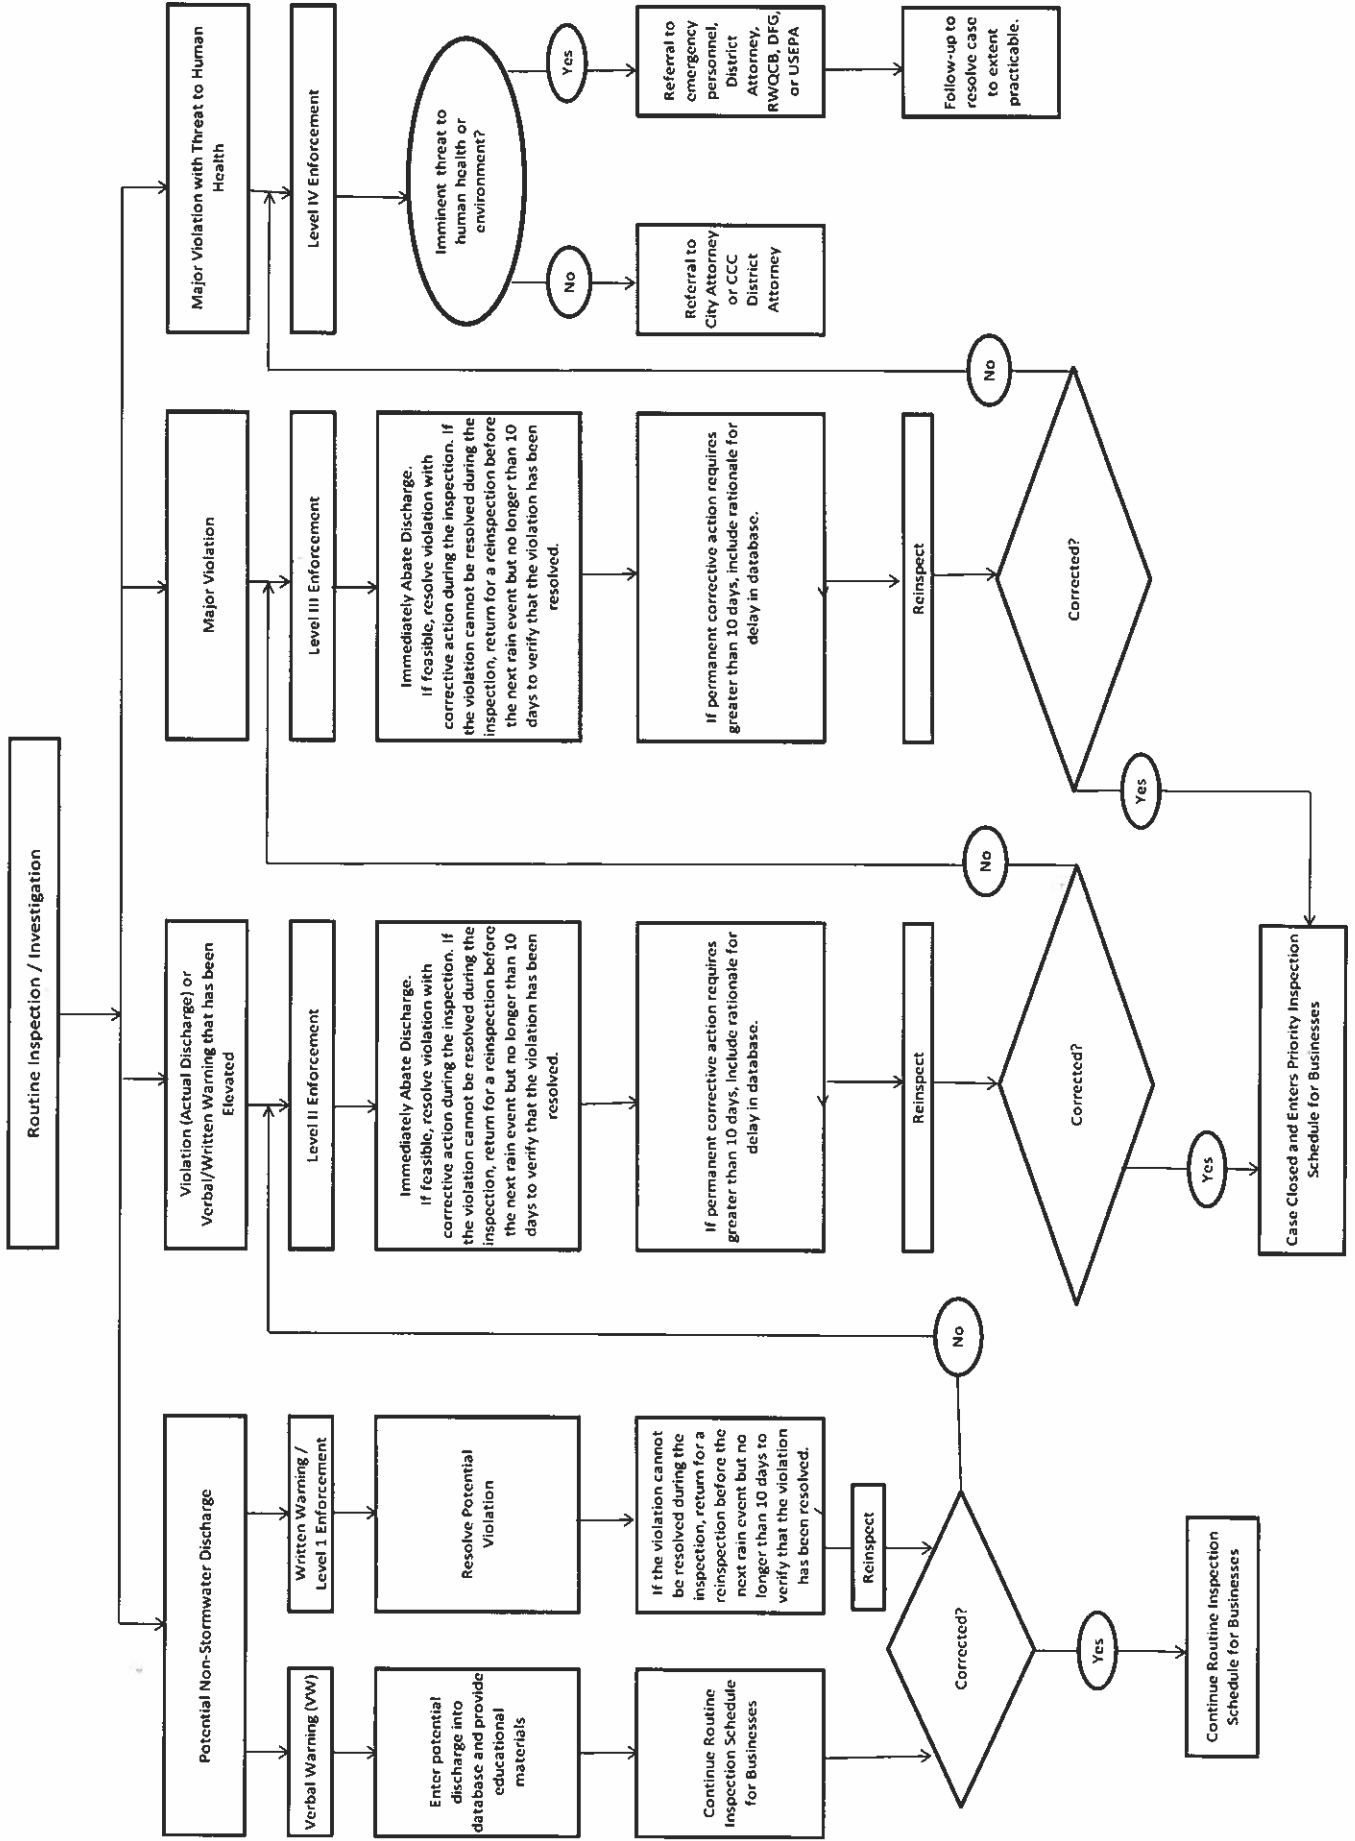 Routine Inspection / Investigation
Potential Non-Stormwater Discharge
Verbal Warning (VW)
Enter potential
discharge into
database and provide
educational
materials
Continue Routine
Inspection Schedule
for Businesses
Written Warning /
Level 1 Enforcement
Resolve Potential
Violation
If the violation cannot
be resolved during the
inspection, return for a
reinspection before the
next rain event but no
longer than 10 days to
verify that the violation
has been resolved.
Reinspect
Corrected?
No
Yes
Continue Routine Inspection
Schedule for Businesses
Violation (Actual Discharge) or
Verbal/Written Warning that has been
Elevated
Level II Enforcement
Immediately Abate Discharge.
If feasible, resolve violation with
corrective action during the inspection. If
the violation cannot be resolved during the
inspection, return for a reinspection before
the next rain event but no longer than 10
days to verify that the violation has been
resolved.
If permanent corrective action requires
greater than 10 days, include rationale for
delay in database.
Reinspect
Corrected?
No
Yes
Case Closed and Enters Priority Inspection
Schedule for Businesses
Major Violation
Level III Enforcement
Immediately Abate Discharge.
If feasible, resolve violation with
corrective action during the inspection. If
the violation cannot be resolved during the
inspection, return for a reinspection before
the next rain event but no longer than 10
days to verify that the violation has been
resolved.
If permanent corrective action requires
greater than 10 days, include rationale for
delay in database.
Reinspect
Corrected?
No
Yes
Major Violation with Threat to Human
Health
Level IV Enforcement
Imminent threat to
human health or
environment?
No
Referral to
City Attorney
or CCC
District
Attorney
Yes
Referral to
emergency
personnel,
District
Attorney,
RWQCB, DFG,
or USEPA
Follow-up to
resolve case
to extent
practicable.